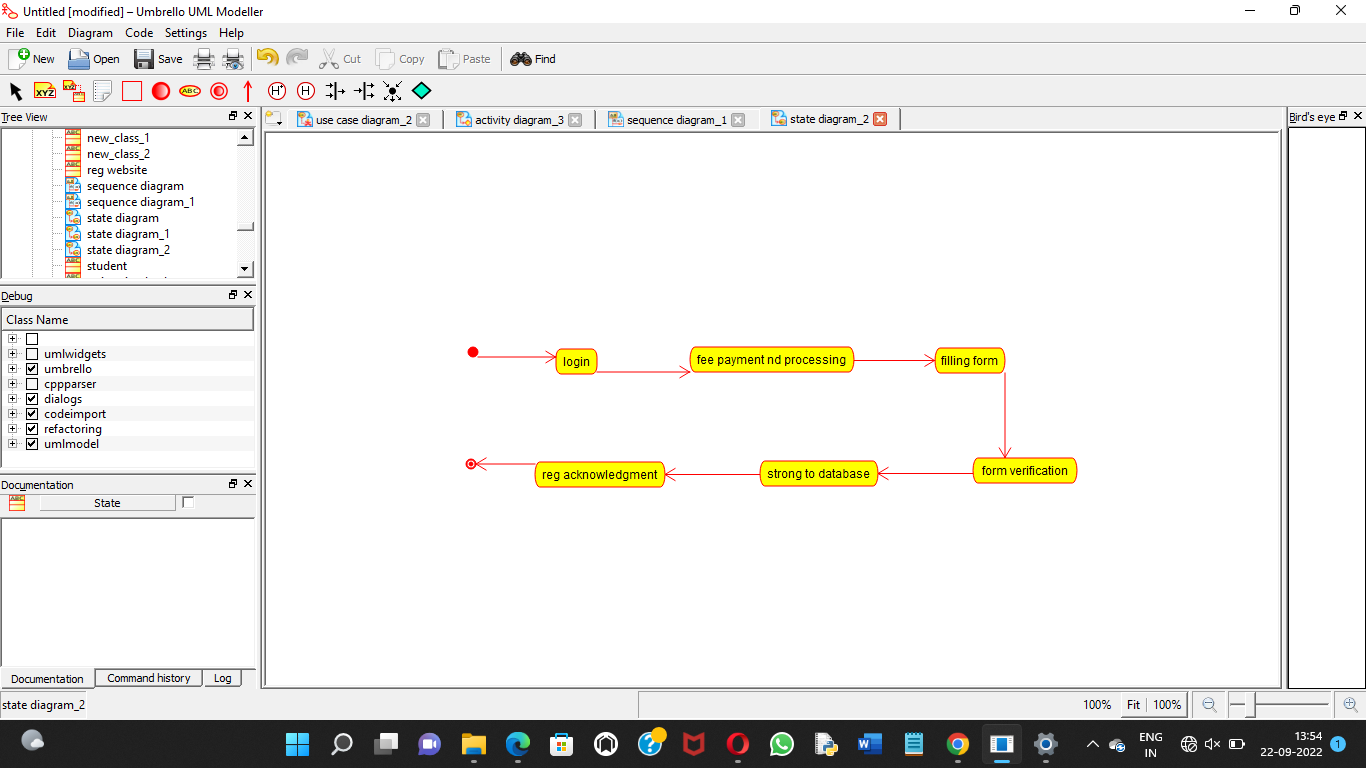 Untitled [modified] – Umbrello UML Modeller
File Edit Diagram Code Settings Help
New Open Save Cut Copy Paste Find
XYZ XYZ ABC H* H
Tree View
use case diagram_2 activity diagram_3 sequence diagram_1 state diagram_2
Bird's eye
new_class_1
new_class_2
reg website
sequence diagram
sequence diagram_1
state diagram
state diagram_1
state diagram_2
student
Debug
Class Name
umlwidgets
umbrello
cppparser
dialogs
codeimport
refactoring
umlmodel
Documentation
State
Documentation Command history Log
login
fee payment nd processing
filling form
form verification
strong to database
reg acknowledgment
state diagram_2
100% Fit 100%
ENG
IN
13:54
22-09-2022
1